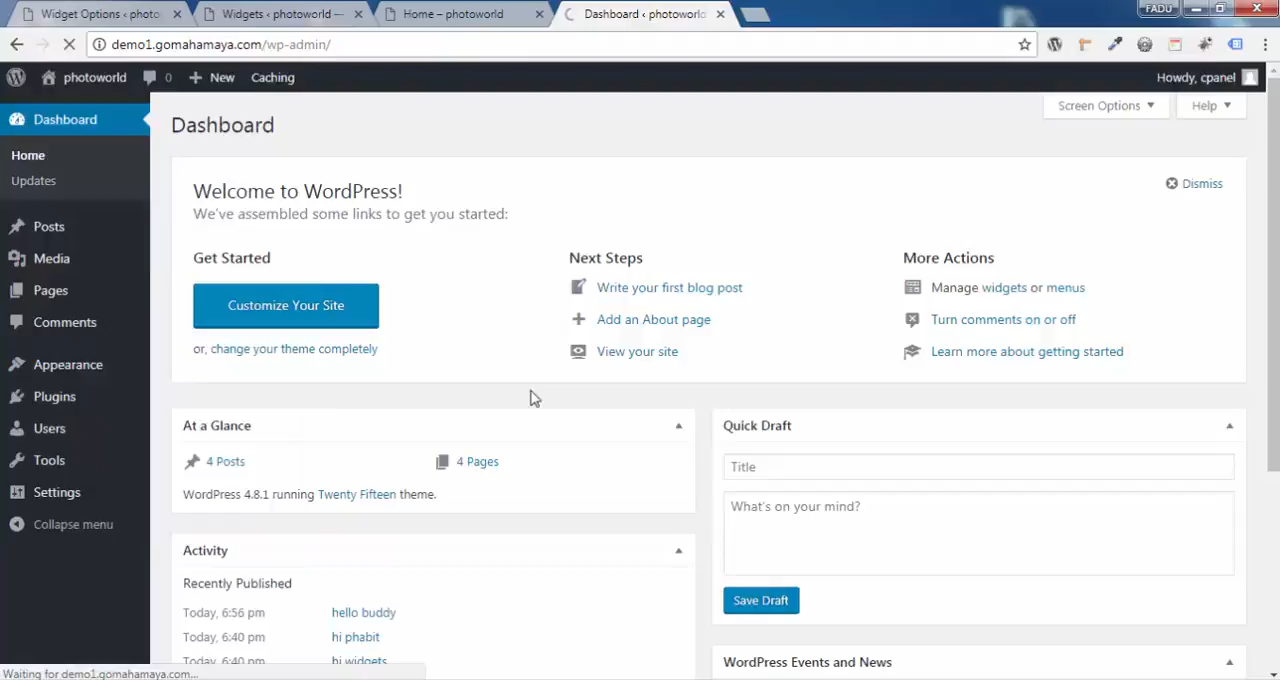 Widget Options ‹ photo
Widgets ‹ photoworld —
Home – photoworld
Dashboard ‹ photoworld
FADU
demo1.gomahamaya.com/wp-admin/
photoworld
0
New
Caching
Howdy, cpanel
Dashboard
Home
Updates
Posts
Media
Pages
Comments
Appearance
Plugins
Users
Tools
Settings
Collapse menu
Screen Options
Help
Dashboard
Welcome to WordPress!
Dismiss
We've assembled some links to get you started:
Get Started
Customize Your Site
or, change your theme completely
Next Steps
Write your first blog post
Add an About page
View your site
More Actions
Manage widgets or menus
Turn comments on or off
Learn more about getting started
At a Glance
4 Posts
4 Pages
WordPress 4.8.1 running Twenty Fifteen theme.
Activity
Recently Published
Today, 6:56 pm hello buddy
Today, 6:40 pm hi phabit
Today, 6:40 pm hi widgets
Quick Draft
Title
What's on your mind?
Save Draft
WordPress Events and News
Waiting for demo1.gomahamaya.com...